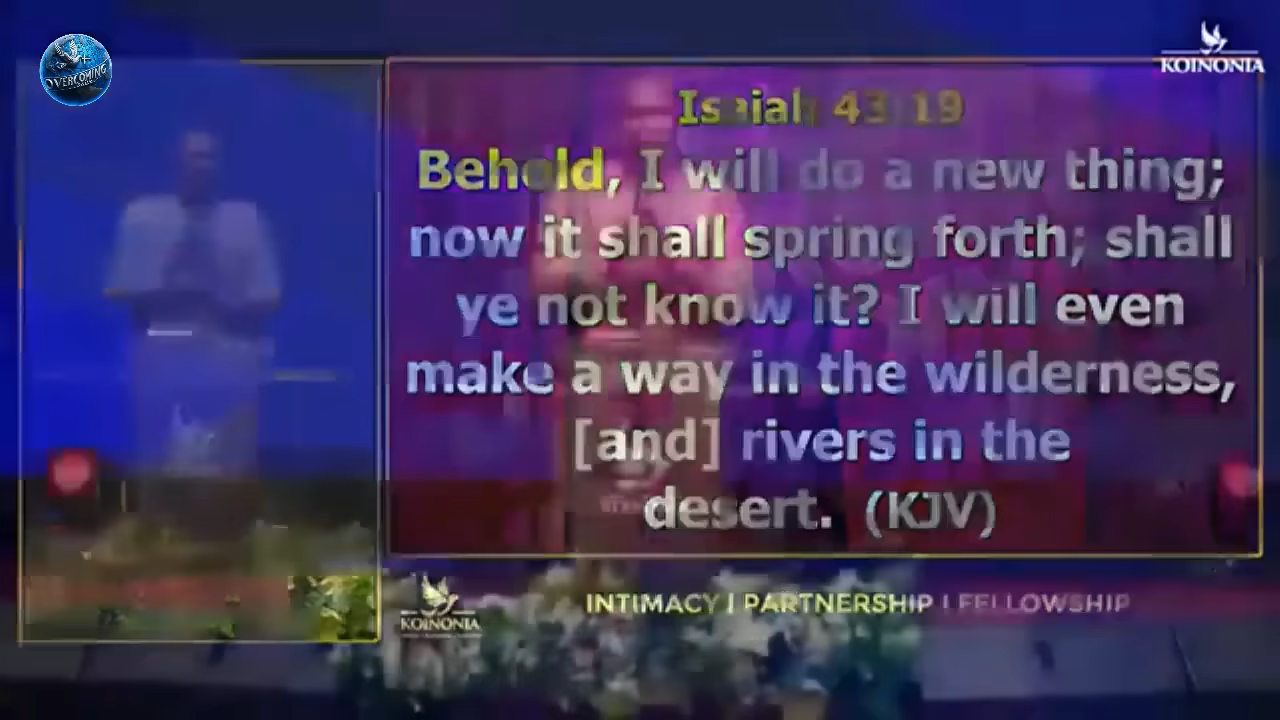 OVERCOMING
KOINONIA
Isaiah 43:19
Behold, I will do a new thing;
now it shall spring forth; shall
ye not know it? I will even
make a way in the wilderness,
[and] rivers in the
desert. (KJV)
KOINONIA
INTIMACY | PARTNERSHIP | FELLOWSHIP